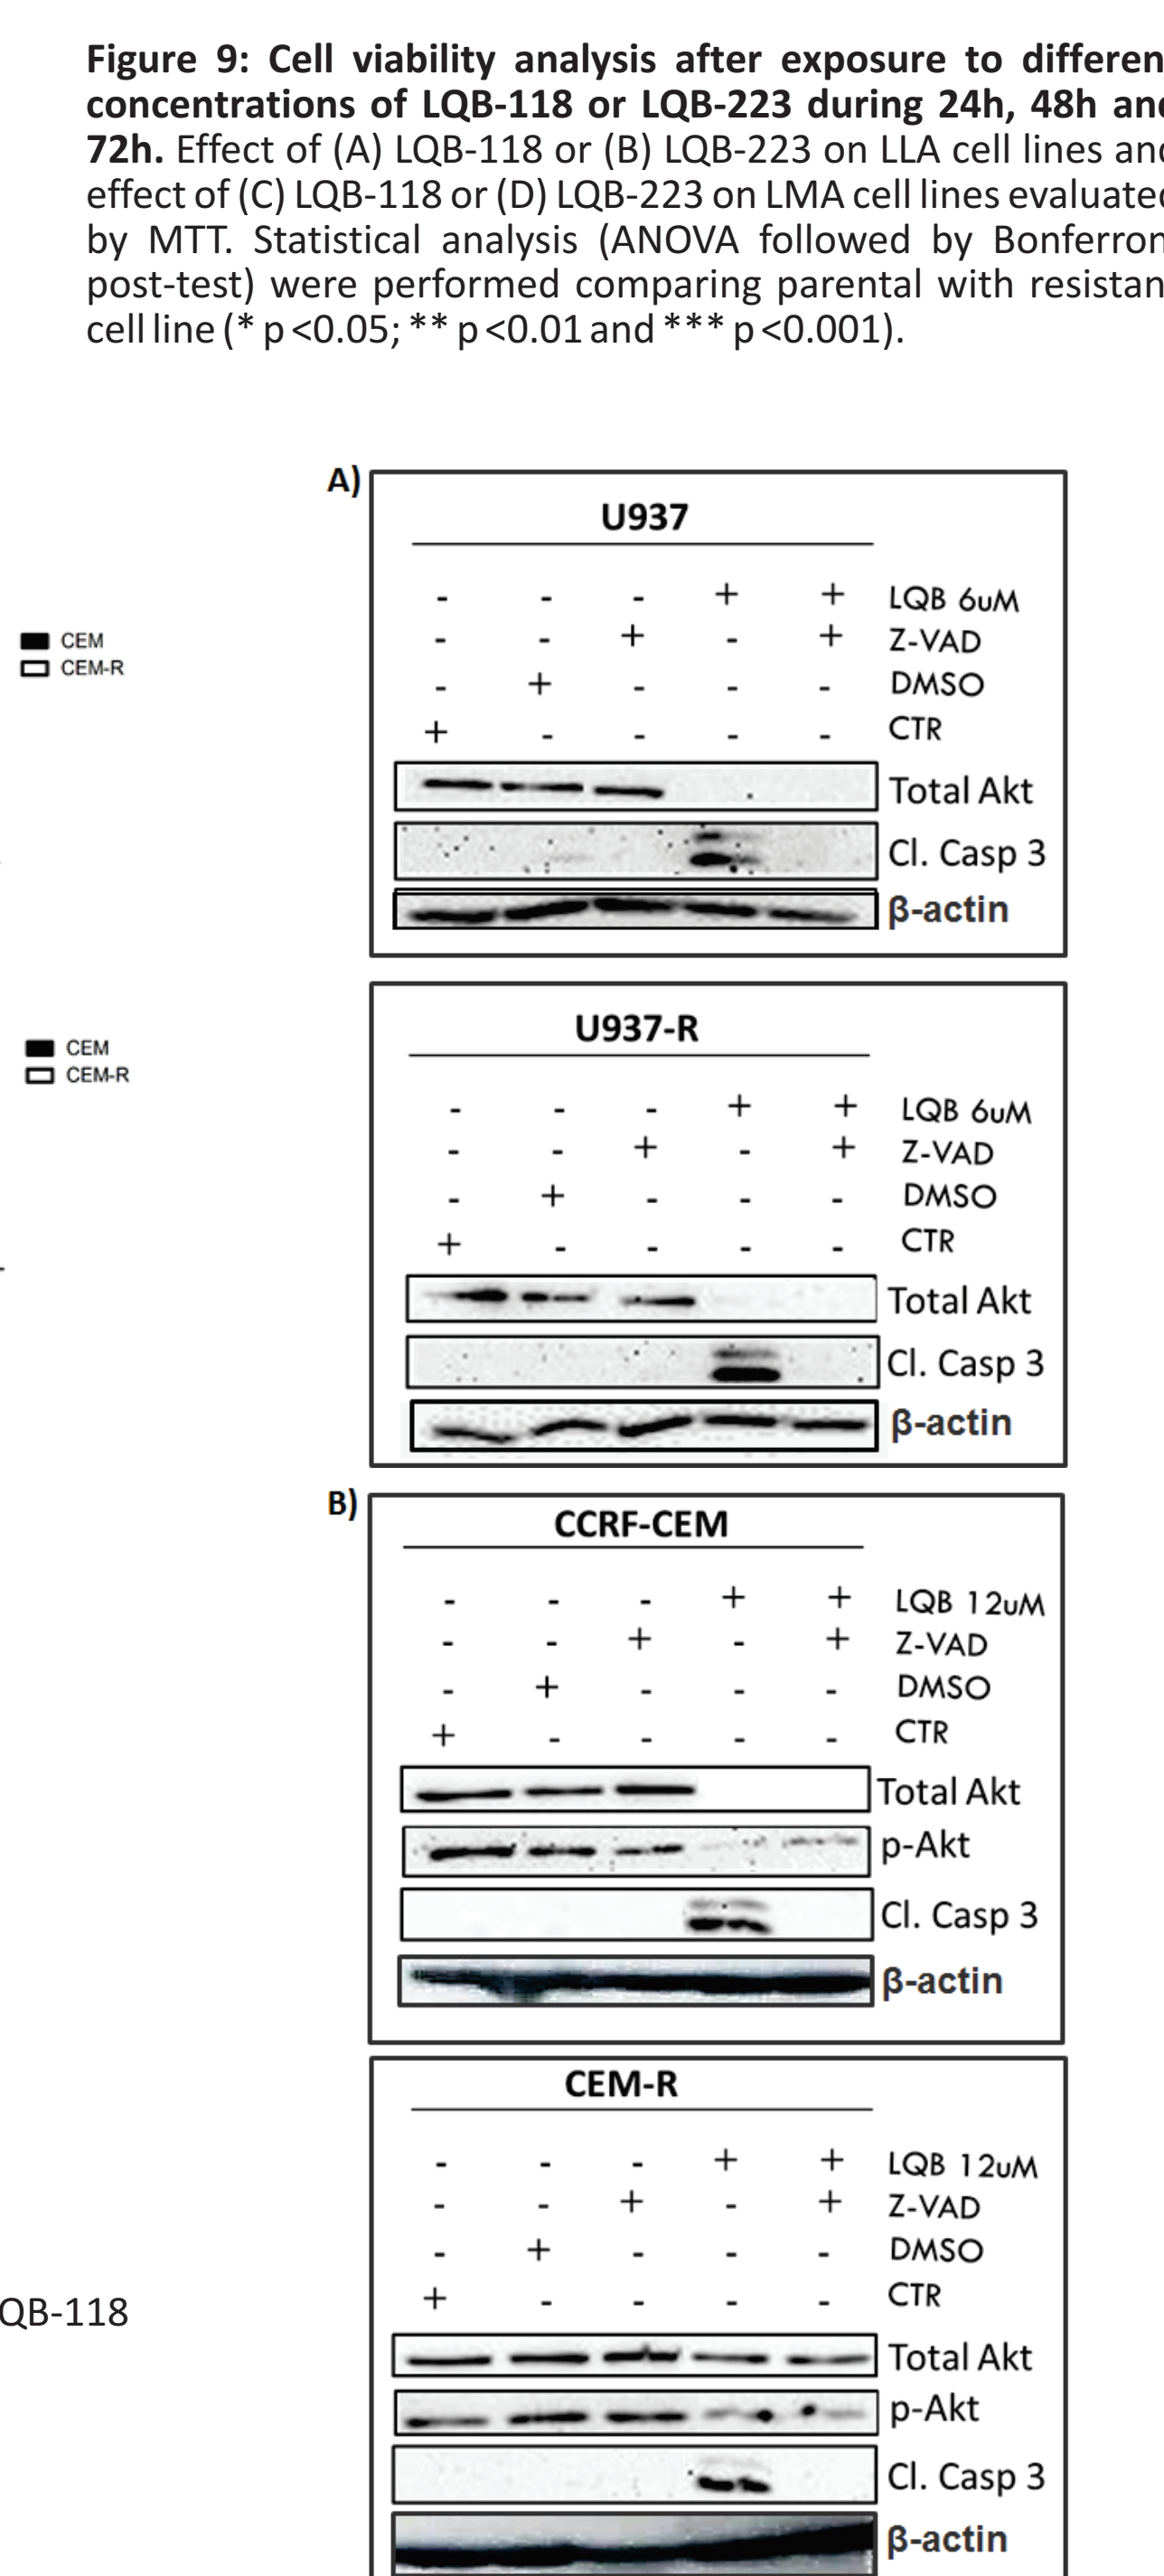 Figure 9: Cell viability analysis after exposure to differen
concentrations of LQB-118 or LQB-223 during 24h, 48h and
72h. Effect of (A) LQB-118 or (B) LQB-223 on LLA cell lines and
effect of (C) LQB-118 or (D) LQB-223 on LMA cell lines evaluated
by MTT. Statistical analysis (ANOVA followed by Bonferron
post-test) were performed comparing parental with resistan
cell line (* p <0.05; ** p <0.01 and *** p <0.001).
CEM
CEM-R
CEM
CEM-R
QB-118
A)
U937
- - - + + LQB 6uM
- - + - + Z-VAD
- + - - - DMSO
+ - - - - CTR
Total Akt
Cl. Casp 3
β-actin
U937-R
- - - + + LQB 6uM
- - + - + Z-VAD
- + - - - DMSO
+ - - - - CTR
Total Akt
Cl. Casp 3
β-actin
B)
CCRF-CEM
- - - + + LQB 12uM
- - + - + Z-VAD
- + - - - DMSO
+ - - - - CTR
Total Akt
p-Akt
Cl. Casp 3
β-actin
CEM-R
- - - + + LQB 12uM
- - + - + Z-VAD
- + - - - DMSO
+ - - - - CTR
Total Akt
p-Akt
Cl. Casp 3
β-actin